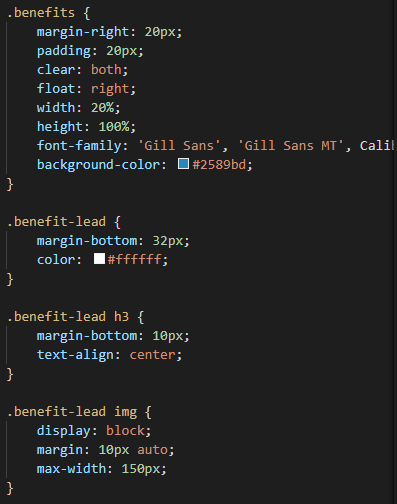 .benefits {
margin-right: 20px;
padding: 20px;
clear: both;
float: right;
width: 20%;
height: 100%;
font-family: 'Gill Sans', 'Gill Sans MT', Cali
background-color: #2589bd;
}
.benefit-lead {
margin-bottom: 32px;
color: #ffffff;
}
.benefit-lead h3 {
margin-bottom: 10px;
text-align: center;
}
.benefit-lead img {
display: block;
margin: 10px auto;
max-width: 150px;
}